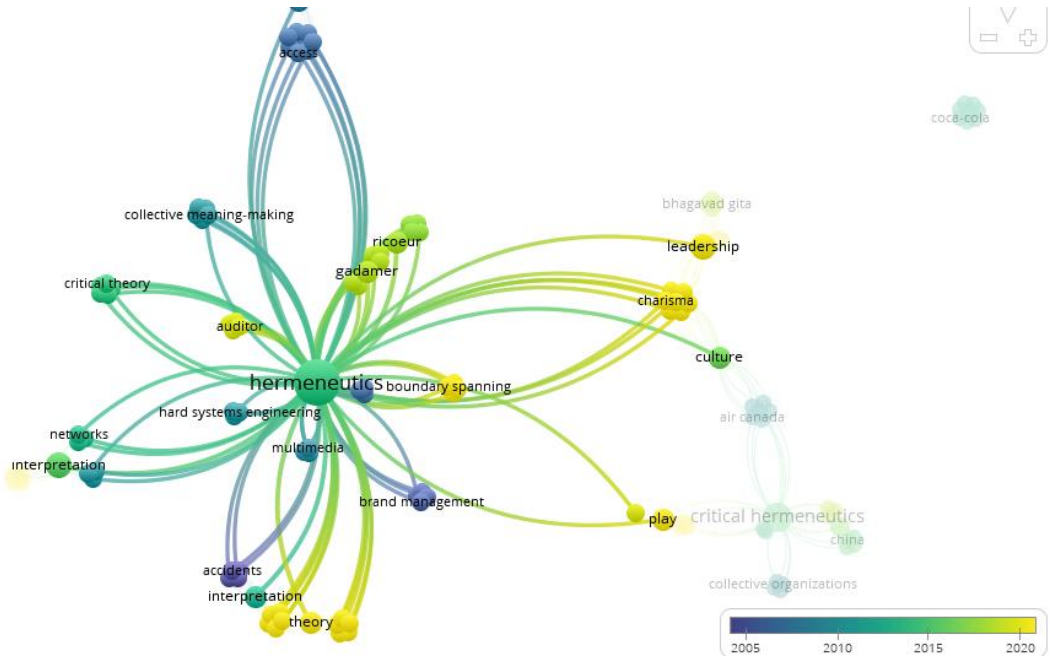 access
coca-cola
bhagavad gita
collective meaning-making
ricoeur
leadership
gadamer
critical theory
charisma
auditor
culture
hermeneutics
boundary spanning
hard systems engineering
air canada
networks
multimedia
interpretation
brand management
play
critical hermeneutics
china
accidents
collective organizations
interpretation
theory
2005
2010
2015
2020